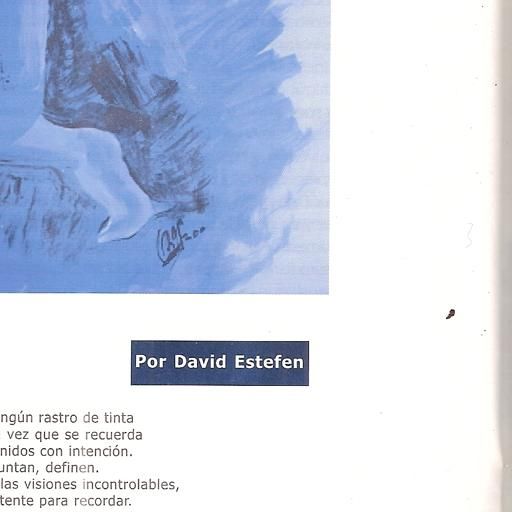 Por David Estefen
ngún rastro de tinta
vez que se recuerda
nidos con intención.
untan, definen.
las visiones incontrolables,
tente para recordar.